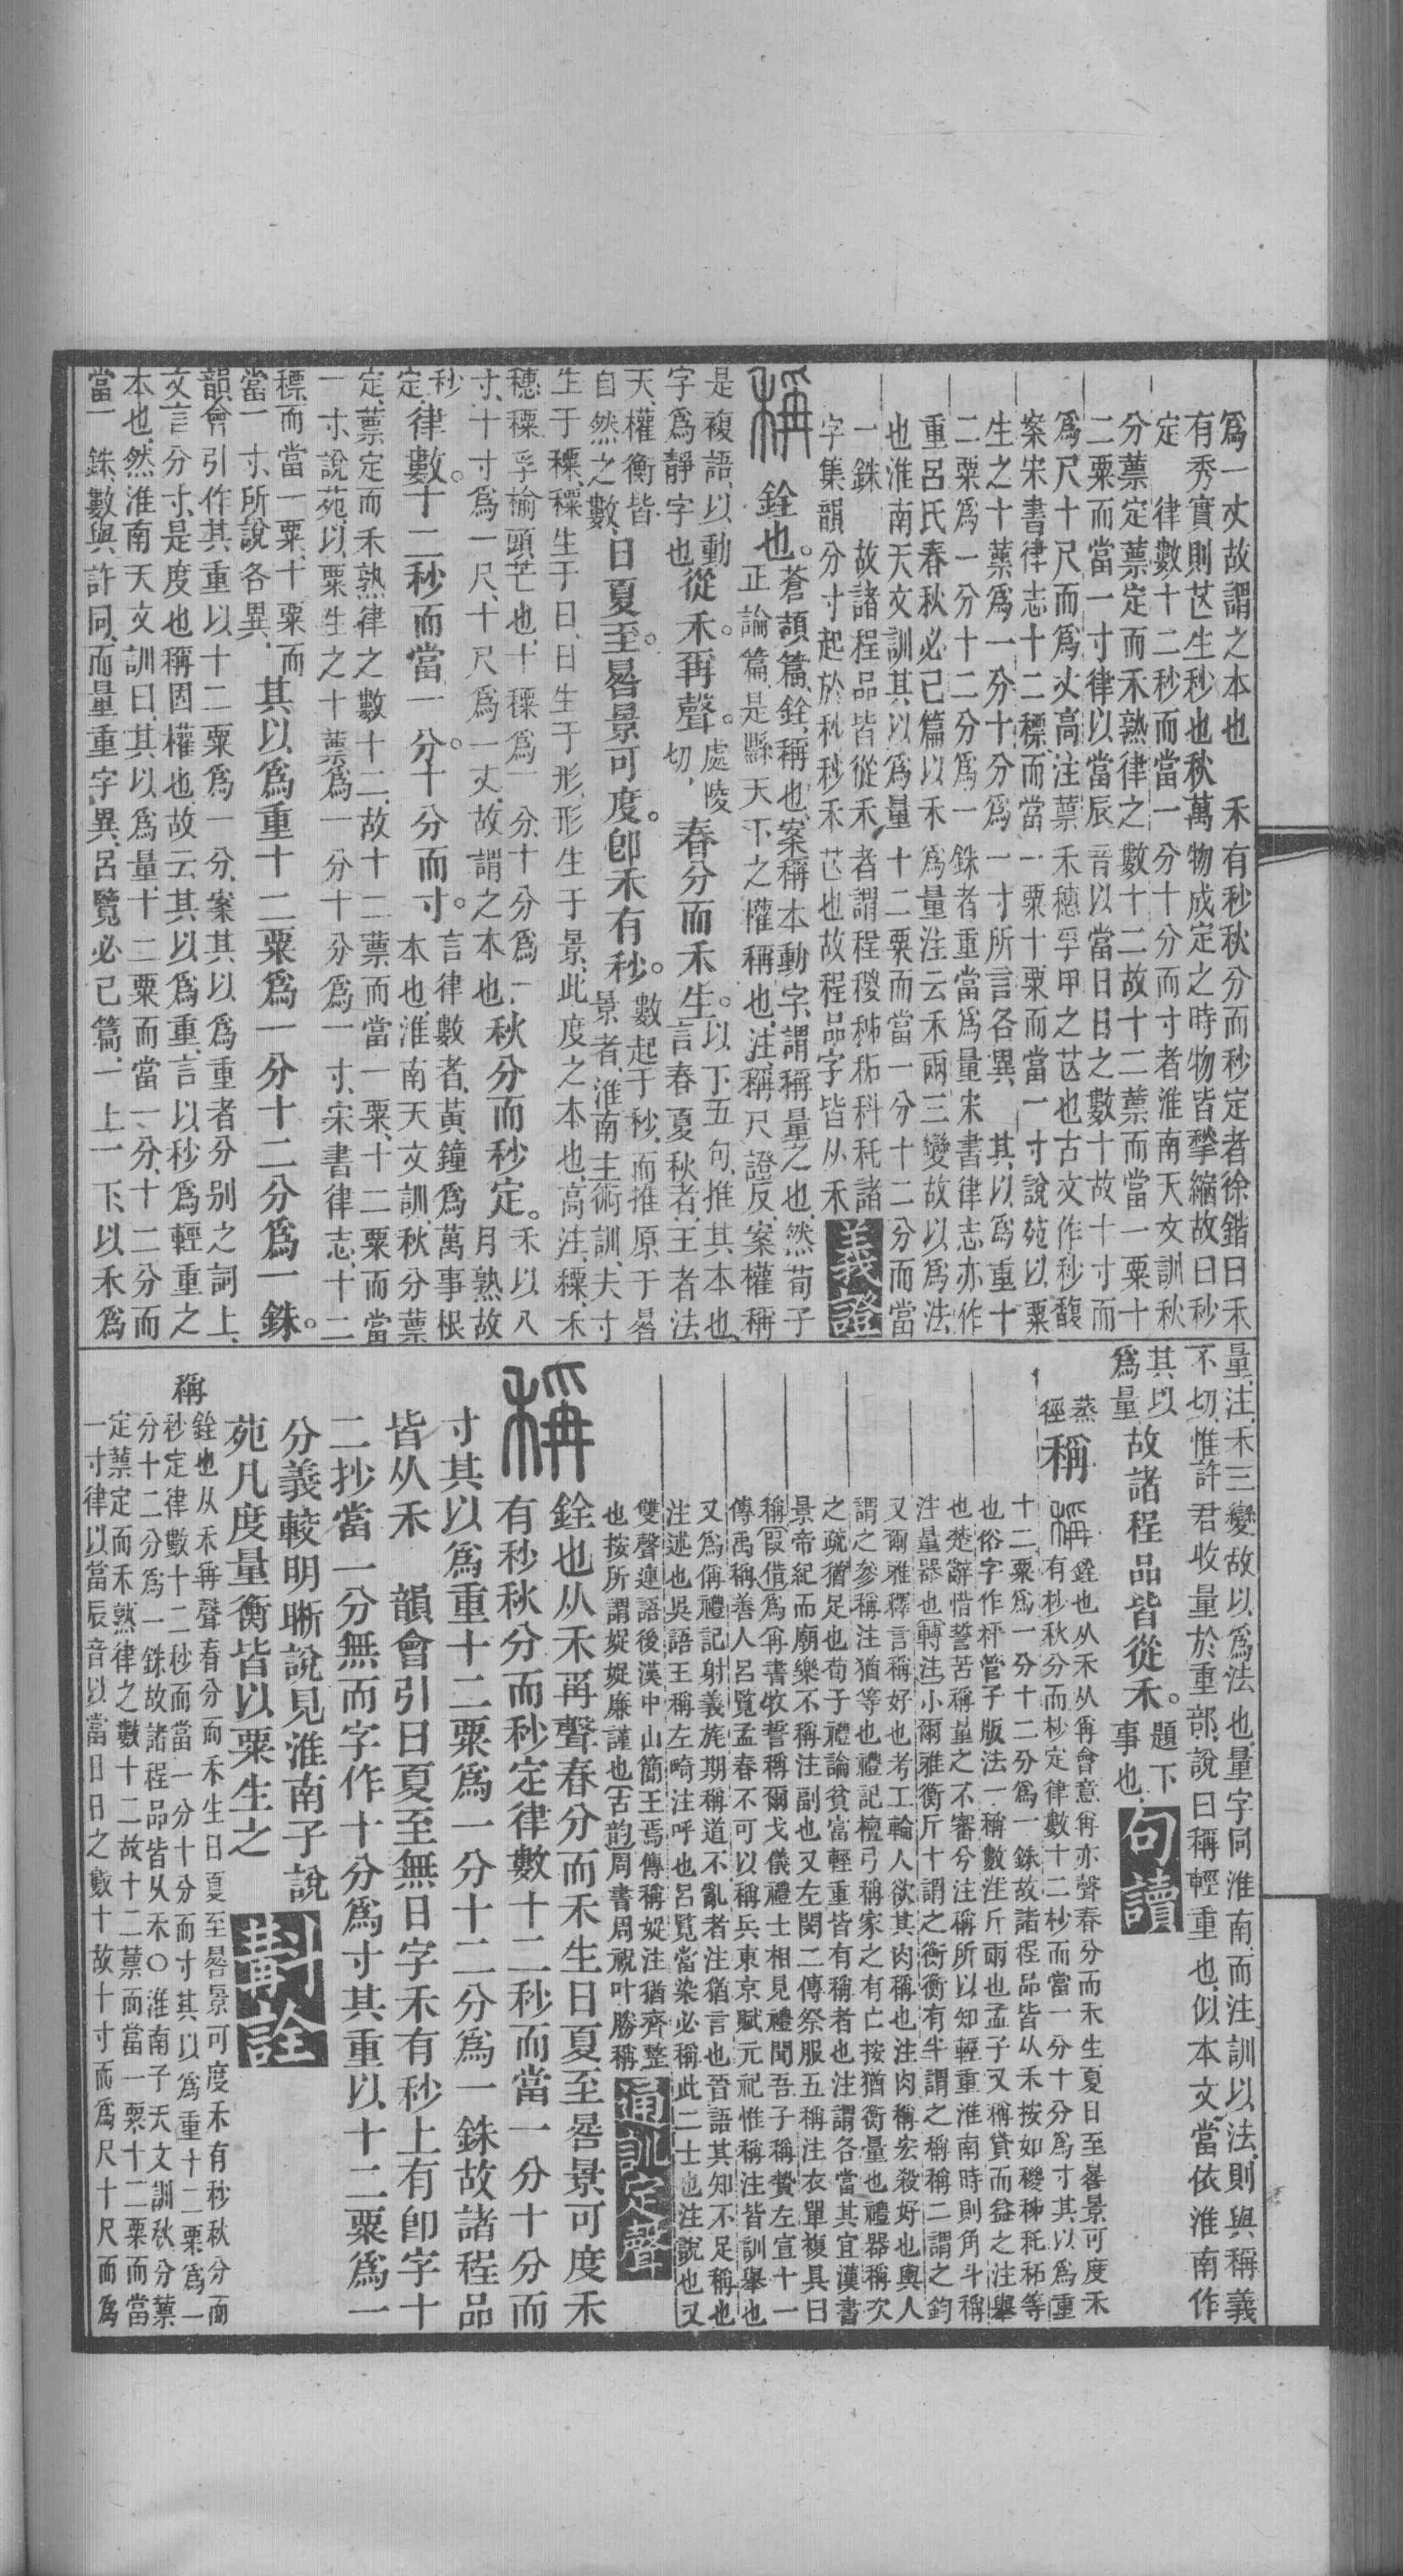 爲一丈故謂之本也　禾有秒秋分而秒定者徐鍇曰禾
有秀實則芒生秒也秋萬物成定之時物皆揫縮故曰秒
定　律數十二秒而當一分十分而寸者淮南天文訓秋
分蔈定蔈定而禾熟律之數十二故十二蔈而當一粟十
二粟而當一寸律以當辰音以當日日之數十故十寸而
爲尺十尺而爲丈高注蔈禾穗孚甲之芒也古文作秒馥
案宋書律志十二標而當一粟十粟而當一寸說苑以粟
生之十蔈爲一分十分爲一寸所言各異　其以爲重十
二粟爲一分十二分爲一銖者重當爲量宋書律志亦作
重呂氏春秋必己篇以禾爲量注云禾兩三變故以爲法
也淮南天文訓其以爲量十二粟而當一分十二分而當
一銖　故諸程品皆從禾者謂程稷秭秳科秏諸
字集韻分寸起於秒秒禾芒也故程品字皆从禾
義證
稱
銓也。
蒼頡篇、銓、稱也、案稱本動字、謂稱量之也、然荀子
正論篇、是縣天下之權稱也、注、稱、尺證反、案權稱
是複語、以動
字爲靜字也
從禾。爯聲。
處陵
切、
春分而禾生。
以下五句、推其本也、
言春夏秋者、王者法
天、權衡皆
自然之數、
日夏至。晷景可度。卽禾有秒。
數起于秒、而推原于晷
景者、淮南主術訓、夫寸
生于䅺、䅺生于日、日生于形、形生于景、此度之本也、高注、䅺、禾
穗䅺孚榆頭芒也、十䅺爲一分、十分爲一
寸、十寸爲一尺、十尺爲一丈、故謂之本也、
秋分而秒定。
禾以八
月熟故
秒
定、
律數。十二秒而當一分。十分而寸。
言律數者、黃鐘爲萬事根
本也、淮南天文訓、秋分蔈
定、蔈定而禾熟律之數十二、故十二蔈而當一粟、十二粟而當
一寸、說苑、以粟生之十蔈爲一分十分爲一寸、宋書律志、十二
標而當一粟、十粟而
當一寸、所說各異、
其以爲重十二粟爲一分十二分爲一銖。
韻會引作其重以十二粟爲一分、案其以爲重者分別之詞上、
文言分寸、是度也稱固權也故云其以爲重、言以秒爲輕重之
本也、然淮南天文訓曰、其以爲量、十二粟而當一分、十二分而
當一銖、數與許同、而量重字異、呂覽必己篇、一上一下、以禾爲
量、注、禾三變故以爲法也、量字同淮南、而注訓以法、則與稱義
不切、惟許君收量於重部、說曰稱輕重也、似本文當依淮南作
其以
爲量、
故諸程品皆從禾。
題下
事也、
句讀
蒸
徑
稱
銓也从禾从爯會意爯亦聲春分而禾生夏日至晷景可度禾
有杪秋分而杪定律數十二杪而當一分十分爲寸其以爲重
十二粟爲一分十二分爲一銖故諸程品皆从禾按如稷秭秏秳等
也俗字作秤管子版法一稱數注斤兩也孟子又稱貸而益之注舉
也楚辭惜誓苦稱量之不審兮注稱所以知輕重淮南時則角斗稱
注量器也轉注小爾雅衡斤十謂之衡衡有半謂之稱稱二謂之鈞
又爾雅釋言稱好也考工輪人欲其肉稱也注肉稱宏殺好也輿人
謂之參稱注猶等也禮記檀弓稱家之有亡按猶衡量也禮器稱次
之疏猶足也荀子禮論貧富輕重皆有稱者也注謂各當其宜漢書
景帝紀而廟樂不稱注副也又左閔二傳祭服五稱注衣單複具曰
稱假借爲爯書牧誓稱爾戈儀禮士相見禮聞吾子稱贄左宣十一
傳禹稱善人呂覽孟春不可以稱兵東京賦元祀惟稱注皆訓舉也
又爲偁禮記射義旄期稱道不亂者注猶言也晉語其知不足稱也
注述也吳語王稱左畸注呼也呂覽當染必稱此二士也注說也又
雙聲連語後漢中山簡王焉傳稱娖注猶齊整
也按所謂娖娖廉謹也古韵周書周祝叶勝稱
通訓定聲
稱
銓也从禾爯聲春分而禾生日夏至晷景可度禾
有秒秋分而秒定律數十二秒而當一分十分而
寸其以爲重十二粟爲一分十二分爲一銖故諸程品
皆从禾　韻會引日夏至無日字禾有秒上有卽字十
二抄當一分無而字作十分爲寸其重以十二粟爲一
分義較明晰說見淮南子說
苑凡度量衡皆以粟生之
斠詮
稱
銓也从禾爯聲春分而禾生日夏至晷景可度禾有秒秋分而
秒定律數十二秒而當一分十分而寸其以爲重十二粟爲一
分十二分爲一銖故諸程品皆从禾○淮南子天文訓秋分蔈
定蔈定而禾熟律之數十二故十二蔈而當一粟十二粟而當
一寸律以當辰音以當日日之數十故十寸而爲尺十尺而爲